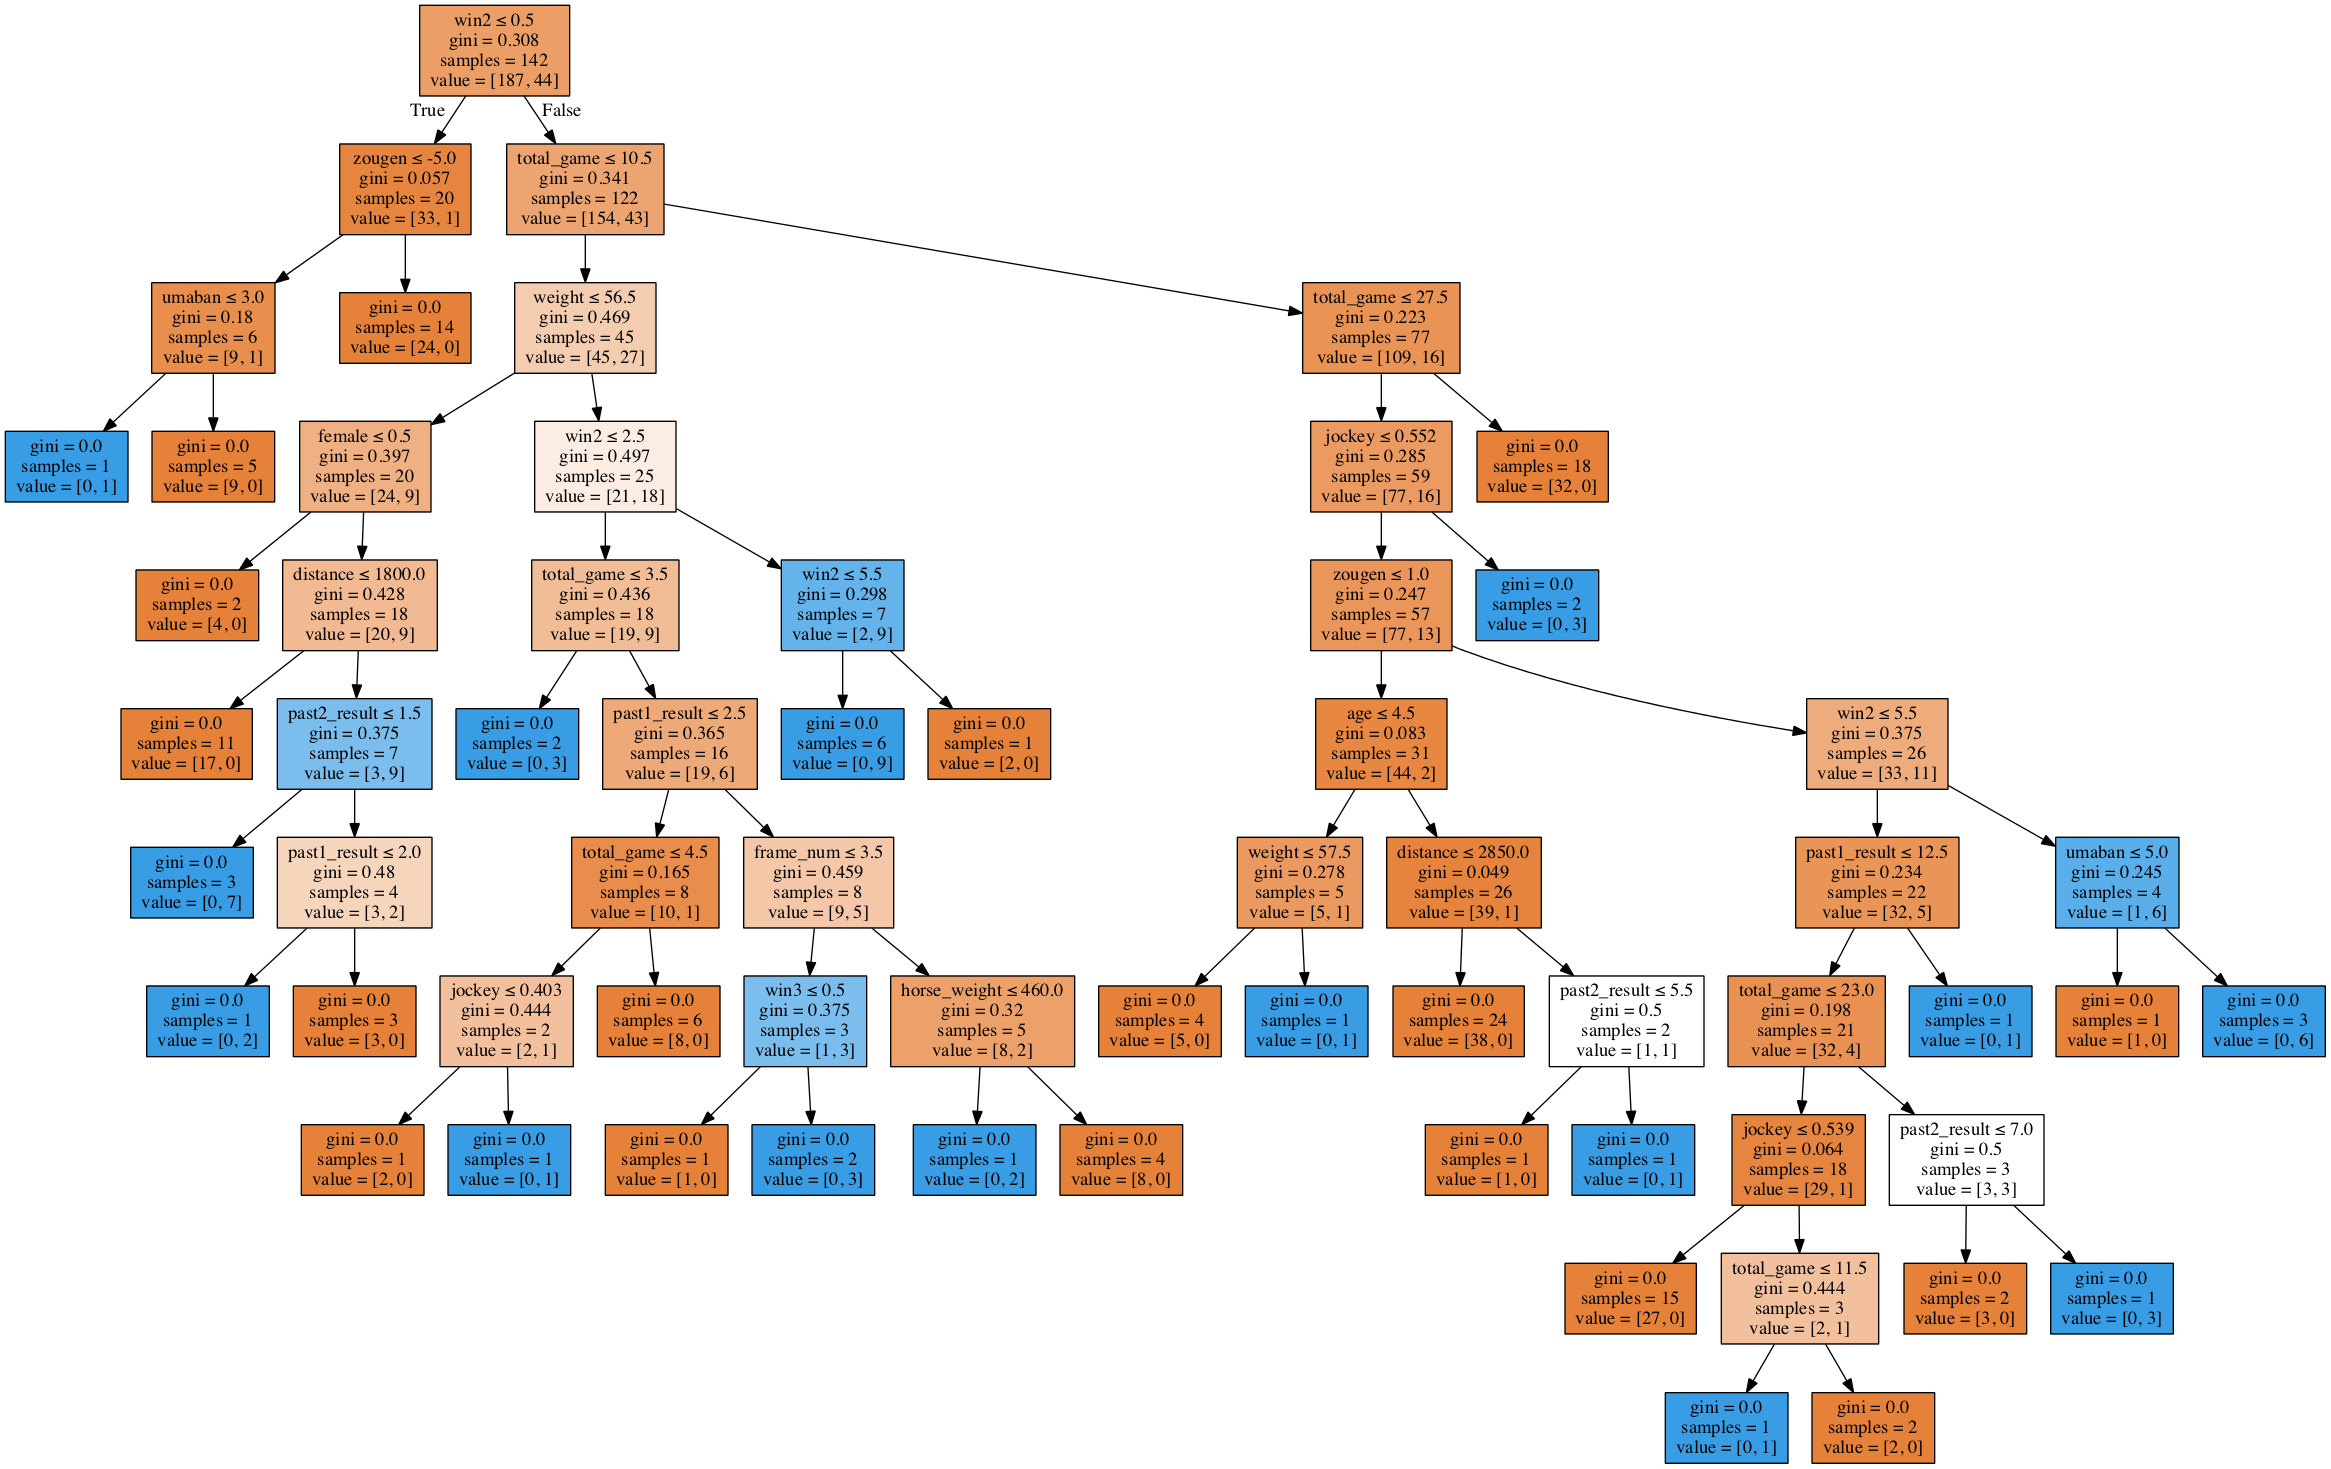 win2 ≤ 0.5
gini = 0.308
samples = 142
value = [187, 44]
True
False
zougen ≤ -5.0
gini = 0.057
samples = 20
value = [33, 1]
total_game ≤ 10.5
gini = 0.341
samples = 122
value = [154, 43]
umaban ≤ 3.0
gini = 0.18
samples = 6
value = [9, 1]
gini = 0.0
samples = 14
value = [24, 0]
weight ≤ 56.5
gini = 0.469
samples = 45
value = [45, 27]
total_game ≤ 27.5
gini = 0.223
samples = 77
value = [109, 16]
gini = 0.0
samples = 1
value = [0, 1]
gini = 0.0
samples = 5
value = [9, 0]
female ≤ 0.5
gini = 0.397
samples = 20
value = [24, 9]
win2 ≤ 2.5
gini = 0.497
samples = 25
value = [21, 18]
jockey ≤ 0.552
gini = 0.285
samples = 59
value = [77, 16]
gini = 0.0
samples = 18
value = [32, 0]
gini = 0.0
samples = 2
value = [4, 0]
distance ≤ 1800.0
gini = 0.428
samples = 18
value = [20, 9]
total_game ≤ 3.5
gini = 0.436
samples = 18
value = [19, 9]
win2 ≤ 5.5
gini = 0.298
samples = 7
value = [2, 9]
zougen ≤ 1.0
gini = 0.247
samples = 57
value = [77, 13]
gini = 0.0
samples = 2
value = [0, 3]
gini = 0.0
samples = 11
value = [17, 0]
past2_result ≤ 1.5
gini = 0.375
samples = 7
value = [3, 9]
gini = 0.0
samples = 2
value = [0, 3]
past1_result ≤ 2.5
gini = 0.365
samples = 16
value = [19, 6]
gini = 0.0
samples = 6
value = [0, 9]
gini = 0.0
samples = 1
value = [2, 0]
age ≤ 4.5
gini = 0.083
samples = 31
value = [44, 2]
win2 ≤ 5.5
gini = 0.375
samples = 26
value = [33, 11]
gini = 0.0
samples = 3
value = [0, 7]
past1_result ≤ 2.0
gini = 0.48
samples = 4
value = [3, 2]
total_game ≤ 4.5
gini = 0.165
samples = 8
value = [10, 1]
frame_num ≤ 3.5
gini = 0.459
samples = 8
value = [9, 5]
weight ≤ 57.5
gini = 0.278
samples = 5
value = [5, 1]
distance ≤ 2850.0
gini = 0.049
samples = 26
value = [39, 1]
past1_result ≤ 12.5
gini = 0.234
samples = 22
value = [32, 5]
umaban ≤ 5.0
gini = 0.245
samples = 4
value = [1, 6]
gini = 0.0
samples = 1
value = [0, 2]
gini = 0.0
samples = 3
value = [3, 0]
jockey ≤ 0.403
gini = 0.444
samples = 2
value = [2, 1]
gini = 0.0
samples = 6
value = [8, 0]
win3 ≤ 0.5
gini = 0.375
samples = 3
value = [1, 3]
horse_weight ≤ 460.0
gini = 0.32
samples = 5
value = [8, 2]
gini = 0.0
samples = 4
value = [5, 0]
gini = 0.0
samples = 1
value = [0, 1]
gini = 0.0
samples = 24
value = [38, 0]
past2_result ≤ 5.5
gini = 0.5
samples = 2
value = [1, 1]
total_game ≤ 23.0
gini = 0.198
samples = 21
value = [32, 4]
gini = 0.0
samples = 1
value = [0, 1]
gini = 0.0
samples = 1
value = [1, 0]
gini = 0.0
samples = 3
value = [0, 6]
gini = 0.0
samples = 1
value = [2, 0]
gini = 0.0
samples = 1
value = [0, 1]
gini = 0.0
samples = 1
value = [1, 0]
gini = 0.0
samples = 2
value = [0, 3]
gini = 0.0
samples = 1
value = [0, 2]
gini = 0.0
samples = 4
value = [8, 0]
gini = 0.0
samples = 1
value = [1, 0]
gini = 0.0
samples = 1
value = [0, 1]
jockey ≤ 0.539
gini = 0.064
samples = 18
value = [29, 1]
past2_result ≤ 7.0
gini = 0.5
samples = 3
value = [3, 3]
gini = 0.0
samples = 15
value = [27, 0]
total_game ≤ 11.5
gini = 0.444
samples = 3
value = [2, 1]
gini = 0.0
samples = 2
value = [3, 0]
gini = 0.0
samples = 1
value = [0, 3]
gini = 0.0
samples = 1
value = [0, 1]
gini = 0.0
samples = 2
value = [2, 0]